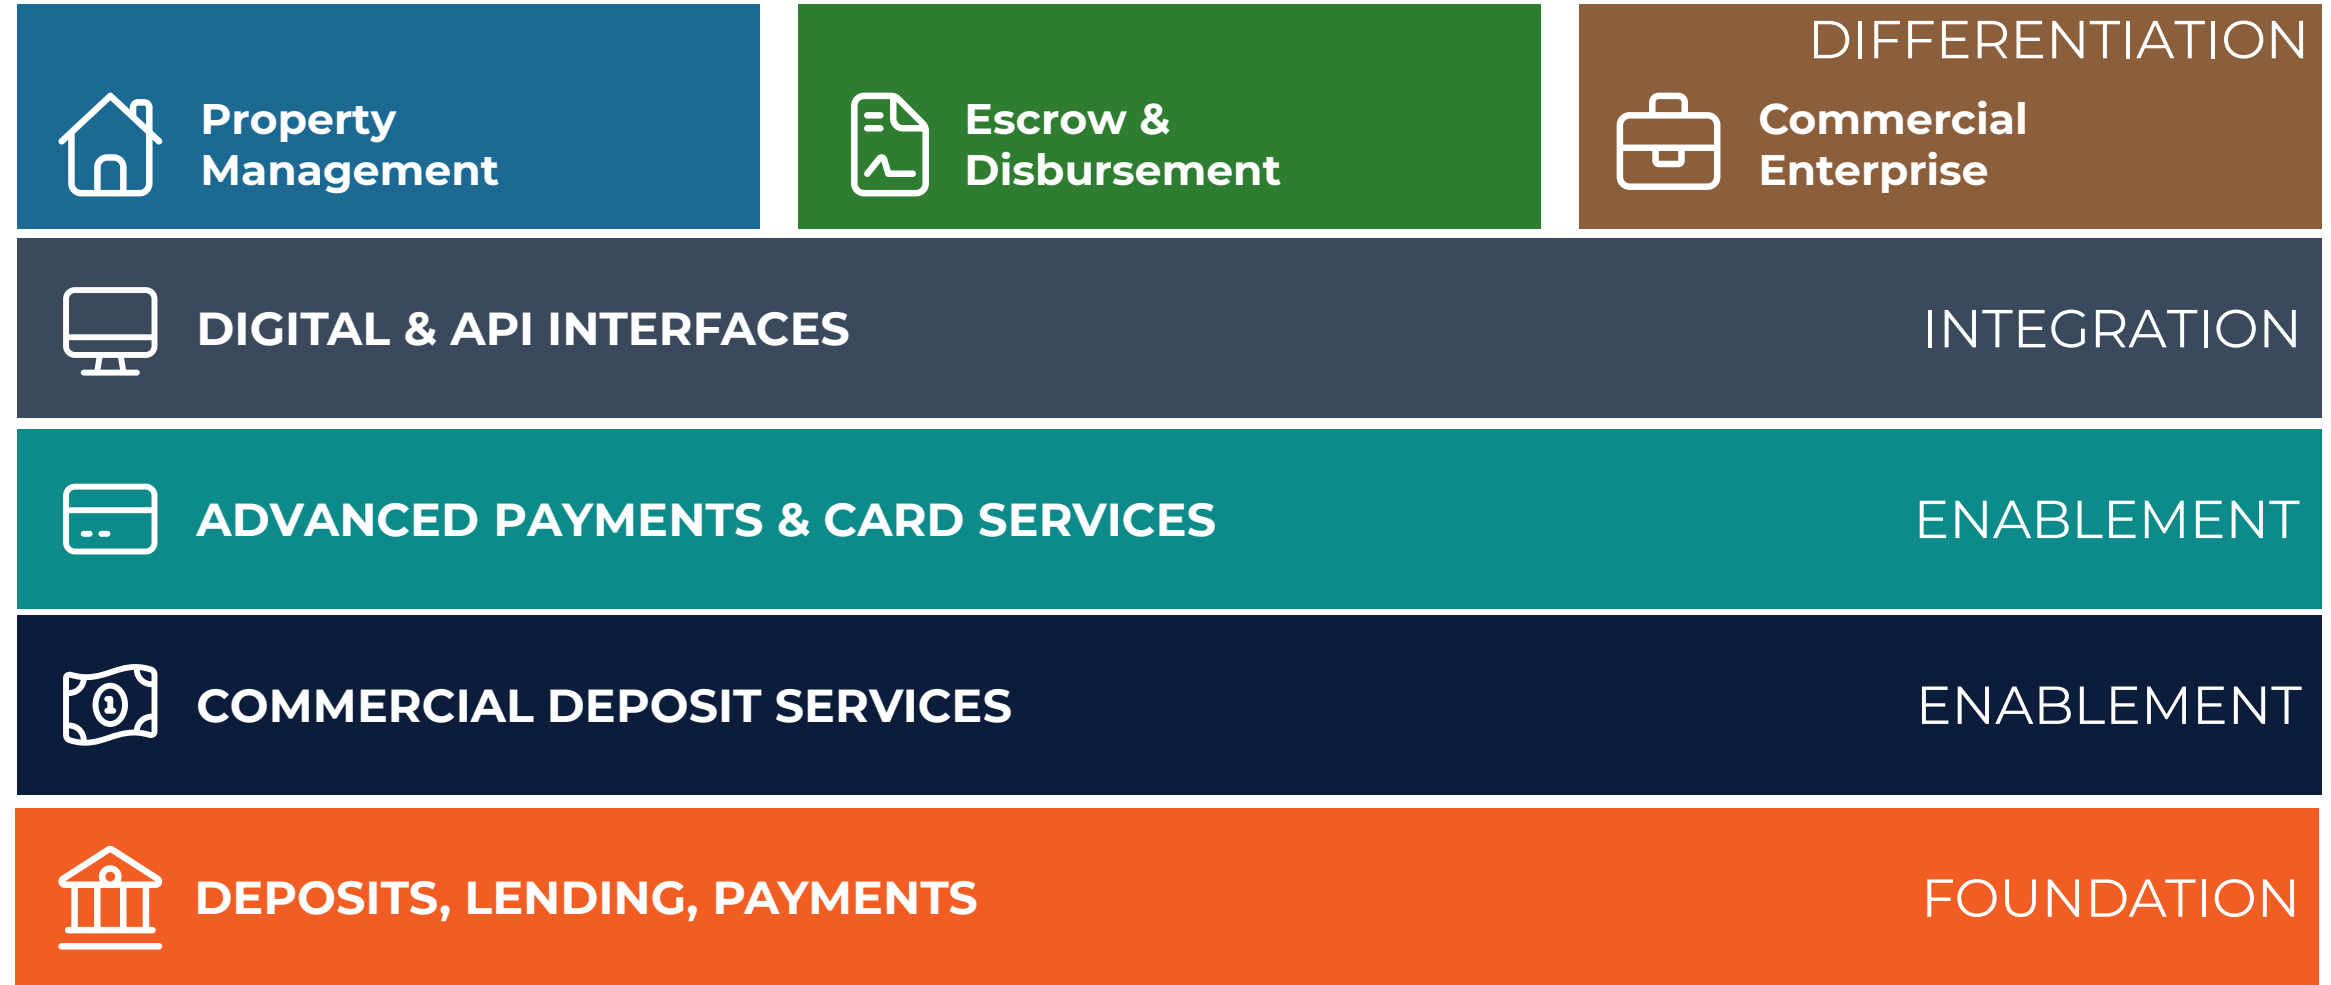 DIFFERENTIATION
Property
Management
Escrow &
Disbursement
Commercial
Enterprise
DIGITAL & API INTERFACES
INTEGRATION
ADVANCED PAYMENTS & CARD SERVICES
ENABLEMENT
1
COMMERCIAL DEPOSIT SERVICES
ENABLEMENT
DEPOSITS, LENDING, PAYMENTS
FOUNDATION